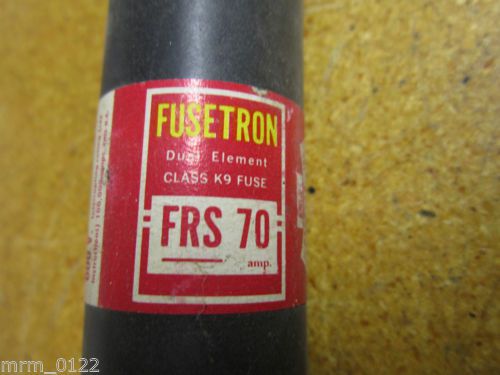 FUSETRON
Dual Element
CLASS K9 FUSE
FRS 70
amp.
mrm_0122